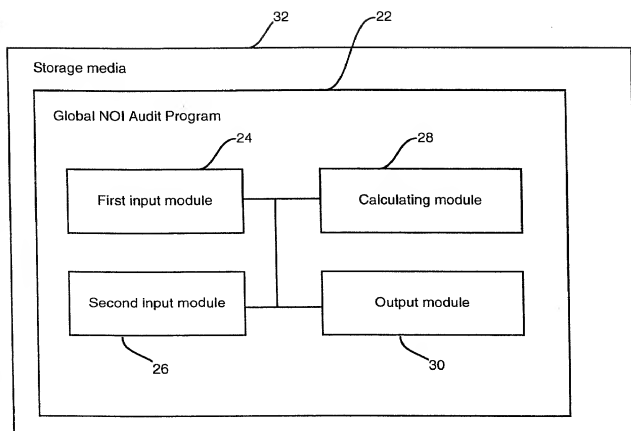 32
22
Storage media
Global NOI Audit Program
24
28
First input module
Calculating module
Second input module
Output module
26
30